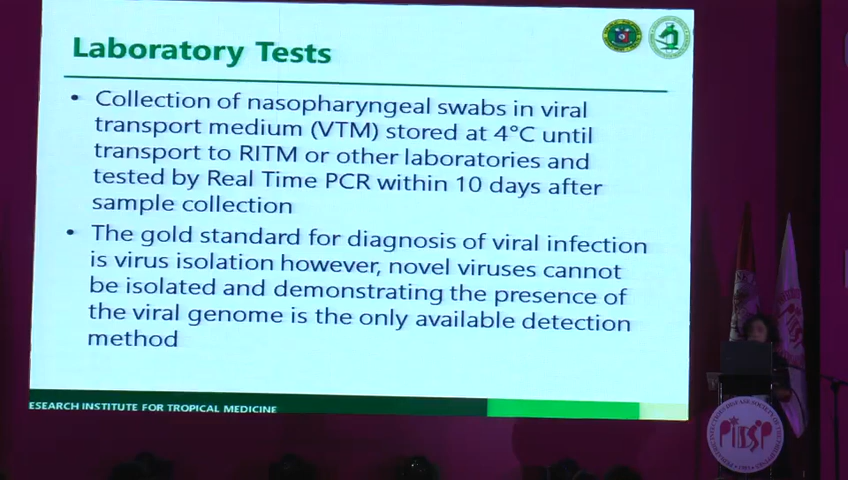 Laboratory Tests
• Collection of nasopharyngeal swabs in viral
transport medium (VTM) stored at 4°C until
transport to RITM or other laboratories and
tested by Real Time PCR within 10 days after
sample collection
• The gold standard for diagnosis of viral infection
is virus isolation however, novel viruses cannot
be isolated and demonstrating the presence of
the viral genome is the only available detection
method
ESEARCH INSTITUTE FOR TROPICAL MEDICINE